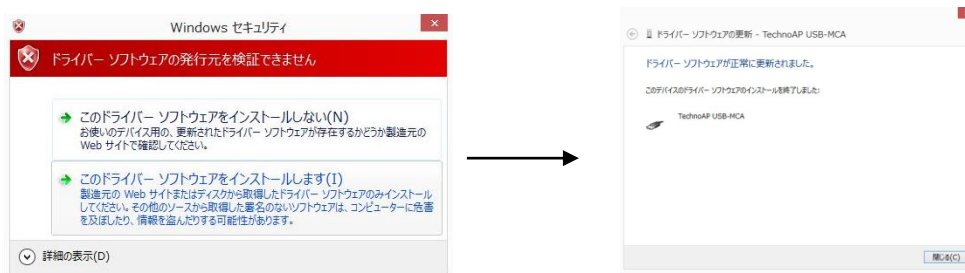 Windows セキュリティ
ドライバー ソフトウェアの発行元を検証できません
このドライバー ソフトウェアをインストールしない(N)
お使いのデバイス用の、更新されたドライバー ソフトウェアが存在するかどうか製造元の
Web サイトで確認してください。
このドライバー ソフトウェアをインストールします(I)
製造元の Web サイトまたはディスクから取得したドライバー ソフトウェアのみインストール
してください。その他のソースから取得した署名のないソフトウェアは、コンピューターに危害
を及ぼしたり、情報を盗んだりする可能性があります。
詳細の表示(D)
ドライバー ソフトウェアの更新 - TechnoAP USB-MCA
ドライバー ソフトウェアが正常に更新されました。
このデバイスのドライバー ソフトウェアのインストールを終了しました:
TechnoAP USB-MCA
閉じる(C)